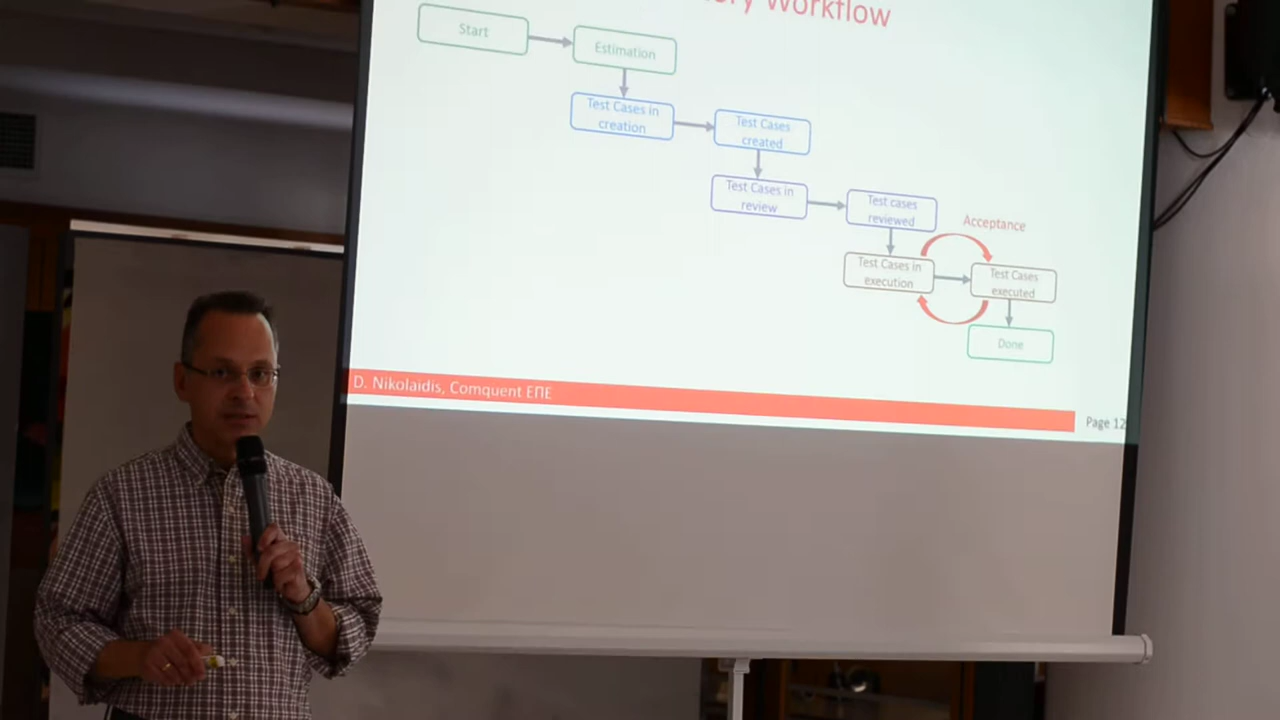 Workflow
Start
Estimation
Test Cases in
creation
Test Cases
created
Test Cases in
review
Test cases
reviewed
Acceptance
Test Cases in
execution
Test Cases
executed
Done
D. Nikolaidis, Comquent ΕΠΕ
Page 12